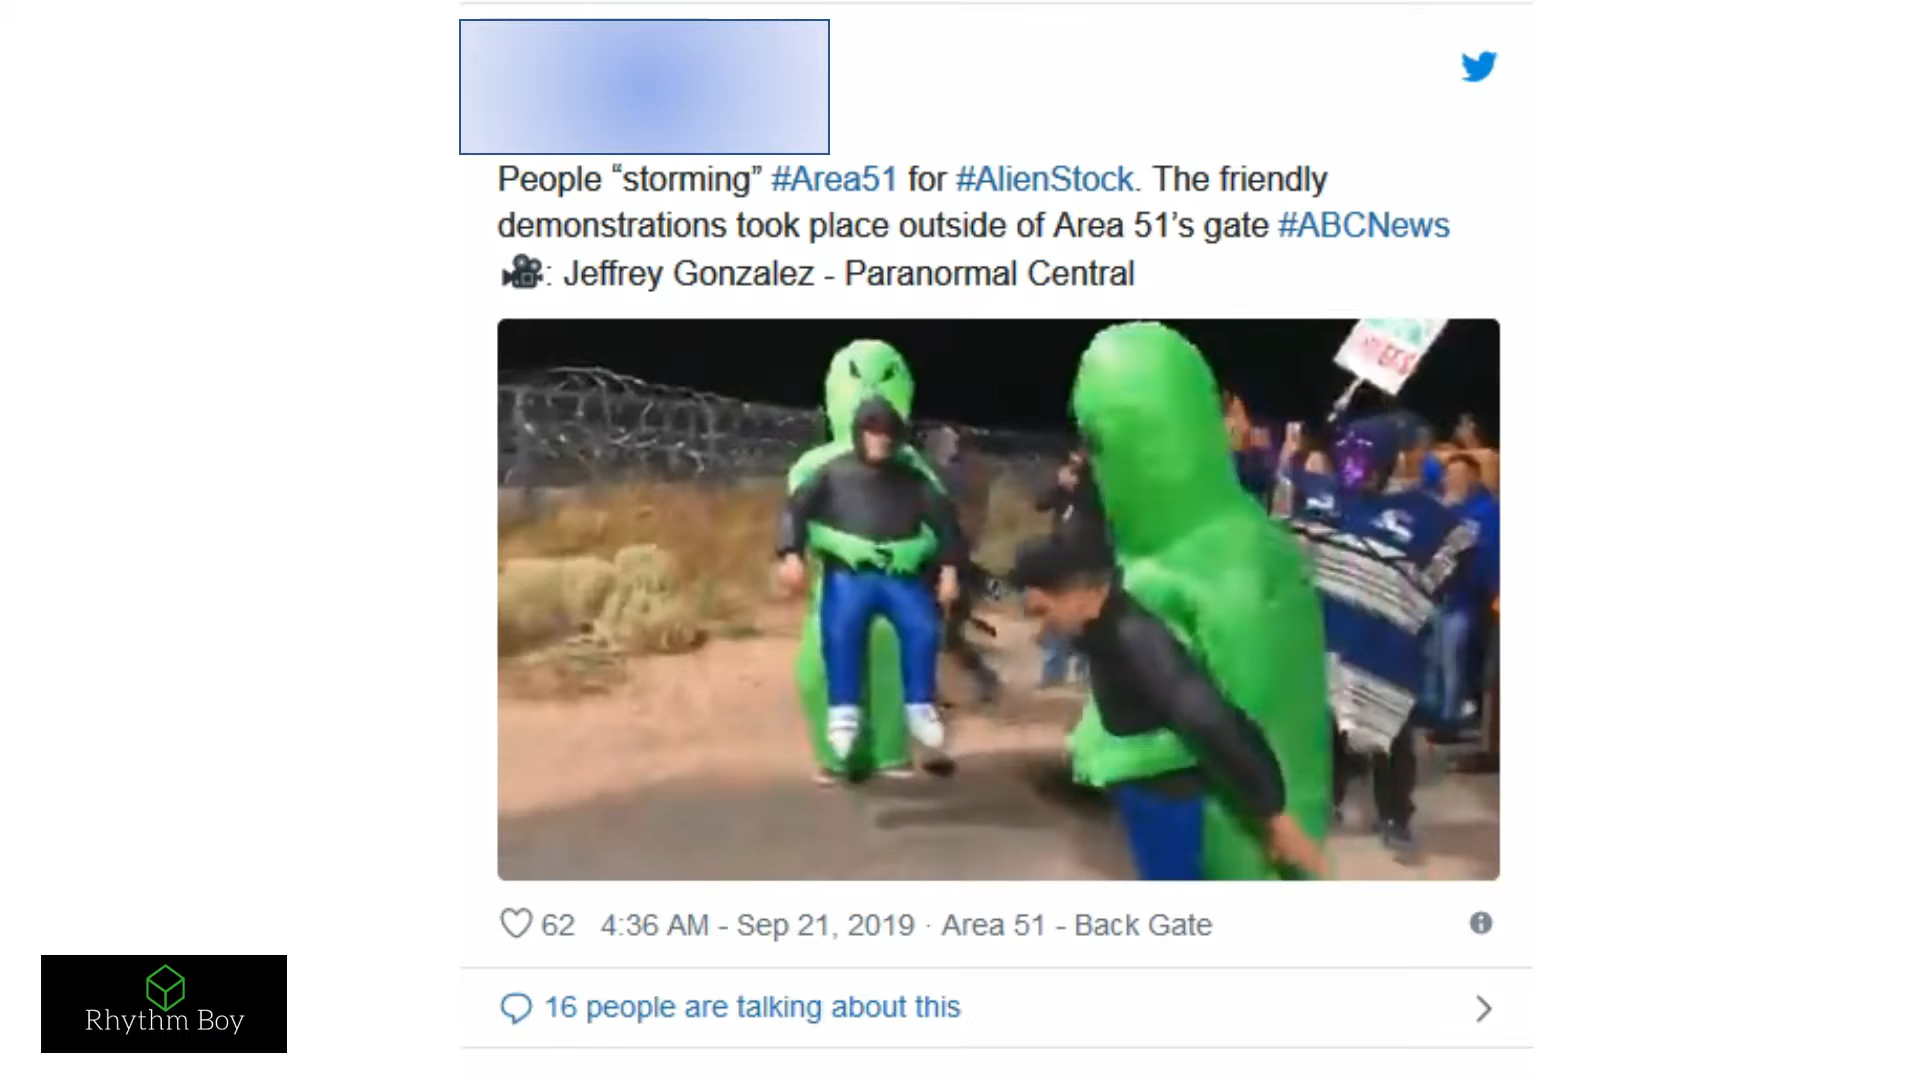 People “storming” #Area51 for #AlienStock. The friendly
demonstrations took place outside of Area 51’s gate #ABCNews
🎥: Jeffrey Gonzalez - Paranormal Central
62 4:36 AM - Sep 21, 2019 · Area 51 - Back Gate
16 people are talking about this
Rhythm Boy